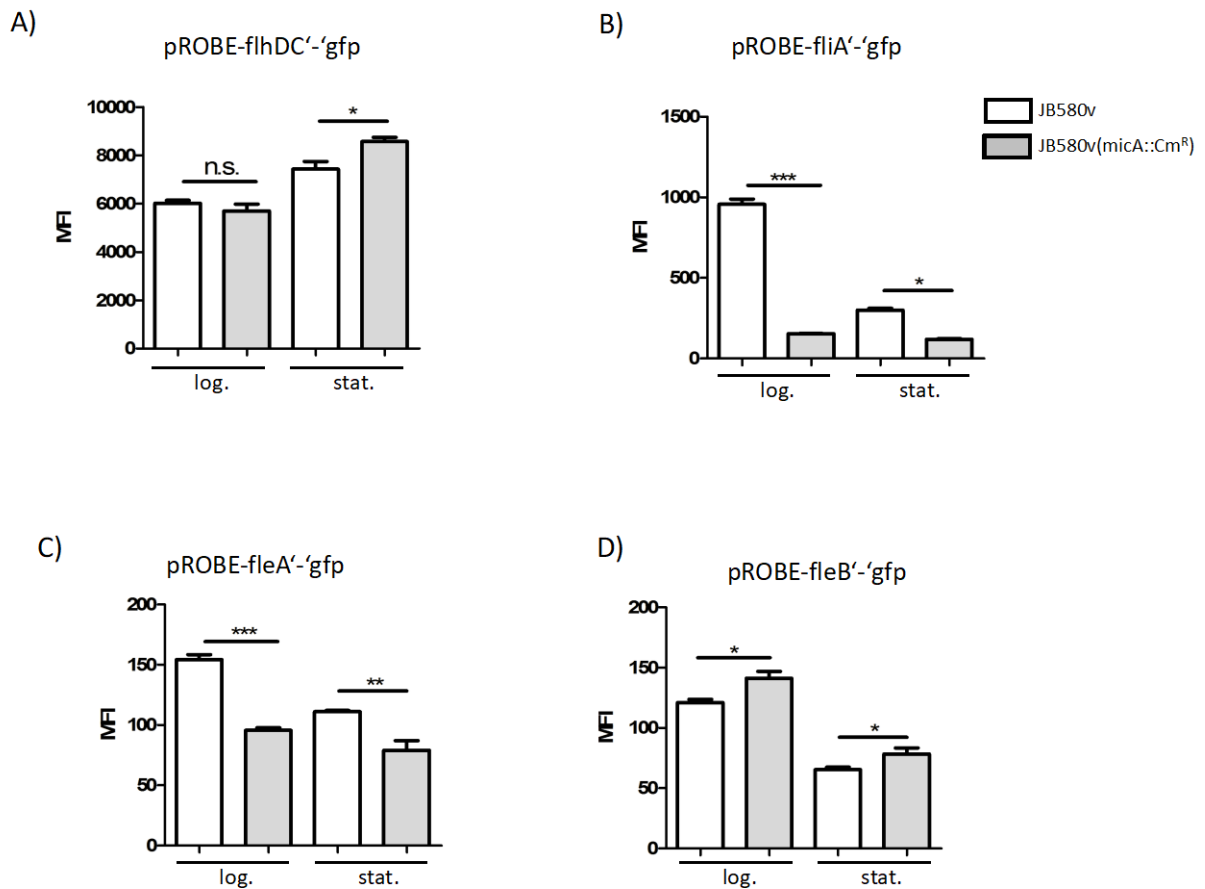 A)
pROBE-flhDC‘-‘gfp
10000
8000
6000
4000
2000
0
MFI
n.s.
*
log.
stat.
B)
pROBE-fliA‘-‘gfp
1500
1000
500
0
MFI
***
*
log.
stat.
JB580v
JB580v(micA::CmR)
C)
pROBE-fleA‘-‘gfp
200
150
100
50
0
MFI
***
**
log.
stat.
D)
pROBE-fleB‘-‘gfp
200
150
100
50
0
MFI
*
*
log.
stat.